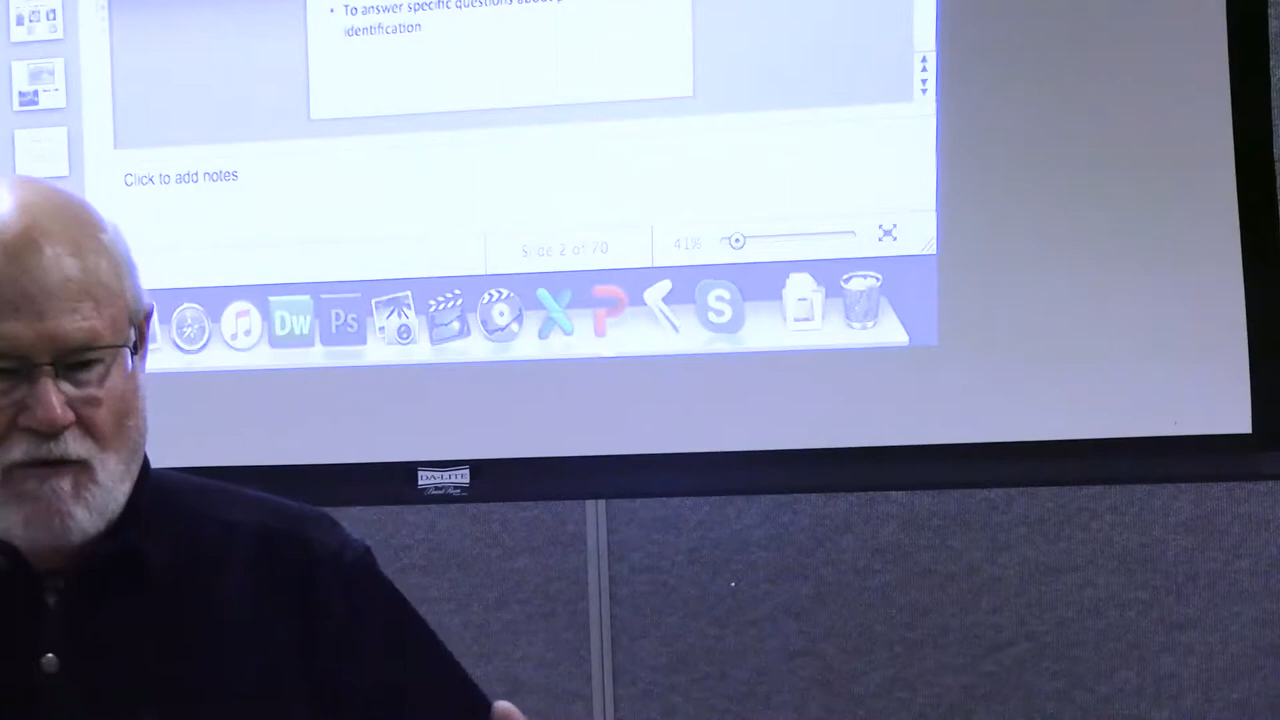 • To answer specific questions about
identification
Click to add notes
Slide 2 of 70
41%
Dw
Ps
S
DA-LITE